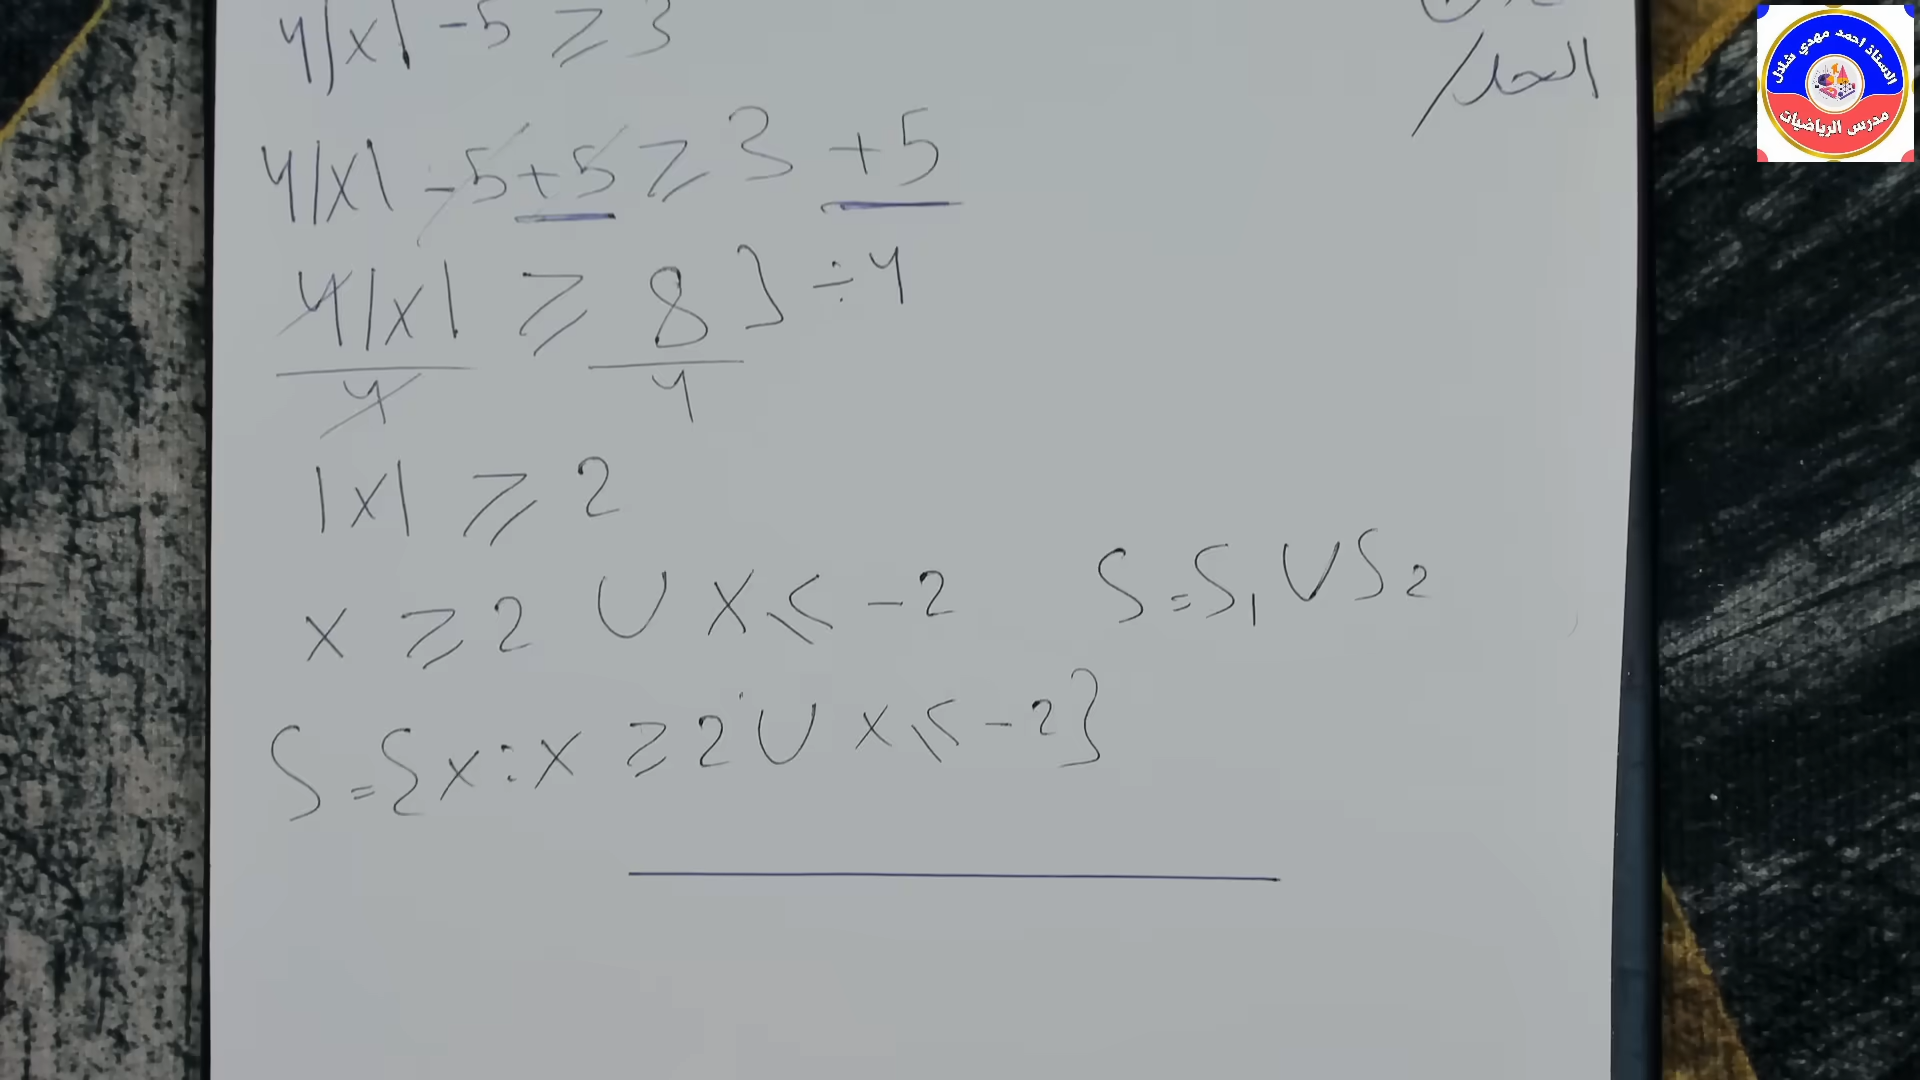 4|x| - 5 ≥ 3
الحل/
4|x| - 5 + 5 ≥ 3 + 5
4|x| / 4 ≥ 8 / 4 } ÷ 4
|x| ≥ 2
x ≥ 2 ∪ x ≤ -2
S = S1 ∪ S2
S = {x : x ≥ 2 ∪ x ≤ -2}
الاستاذ احمد مهدي شلال
مدرس الرياضيات